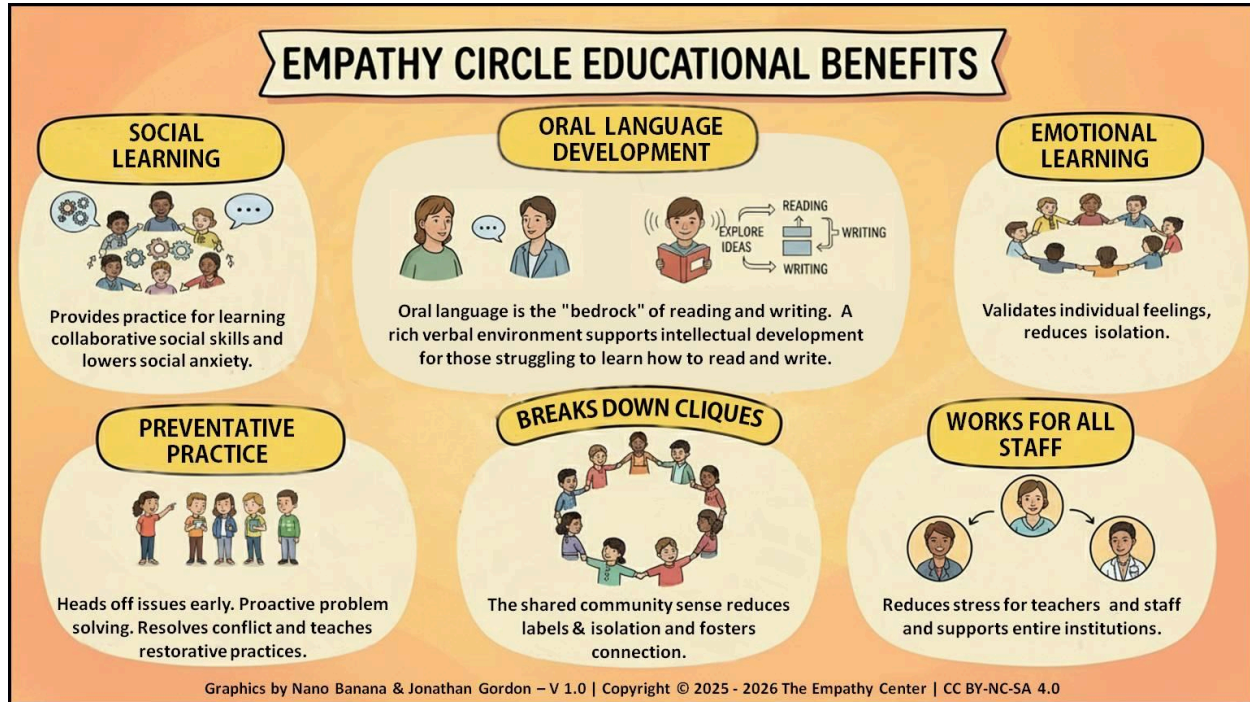 EMPATHY CIRCLE EDUCATIONAL BENEFITS
SOCIAL
LEARNING
Provides practice for learning
collaborative social skills and
lowers social anxiety.
ORAL LANGUAGE
DEVELOPMENT
EXPLORE
IDEAS
READING
WRITING
WRITING
Oral language is the "bedrock" of reading and writing. A
rich verbal environment supports intellectual development
for those struggling to learn how to read and write.
EMOTIONAL
LEARNING
Validates individual feelings,
reduces isolation.
PREVENTATIVE
PRACTICE
Heads off issues early. Proactive problem
solving. Resolves conflict and teaches
restorative practices.
BREAKS DOWN CLIQUES
The shared community sense reduces
labels & isolation and fosters
connection.
WORKS FOR ALL
STAFF
Reduces stress for teachers and staff
and supports entire institutions.
Graphics by Nano Banana & Jonathan Gordon – V 1.0 | Copyright © 2025 - 2026 The Empathy Center | CC BY-NC-SA 4.0